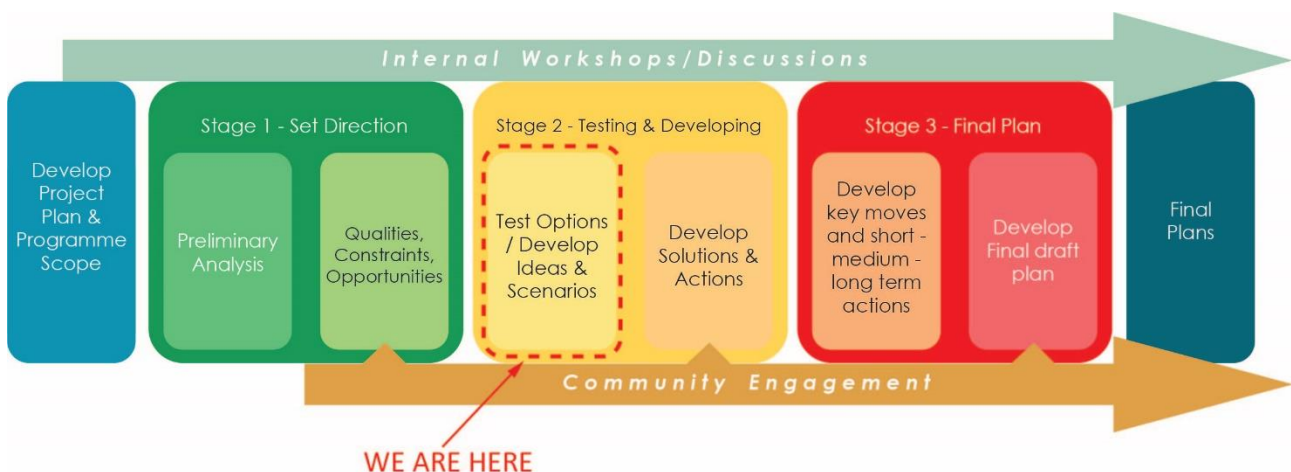 Internal Workshops/Discussions
Develop
Project
Plan &
Programme
Scope
Stage 1 - Set Direction
Preliminary
Analysis
Qualities,
Constraints,
Opportunities
Stage 2 - Testing & Developing
Test Options
/ Develop
Ideas &
Scenarios
Develop
Solutions &
Actions
Stage 3 - Final Plan
Develop
key moves
and short -
medium -
long term
actions
Develop
Final draft
plan
Final
Plans
Community Engagement
WE ARE HERE